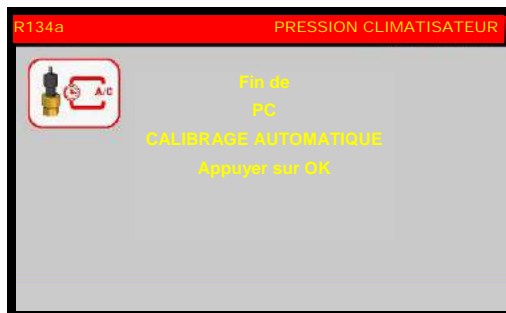 R134a PRESSION CLIMATISATEUR
A/C
Fin de
PC
CALIBRAGE AUTOMATIQUE
Appuyer sur OK